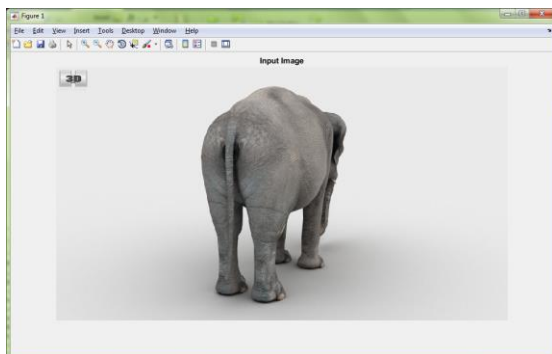 Figure 1
File Edit View Insert Tools Desktop Window Help
Input Image
3D